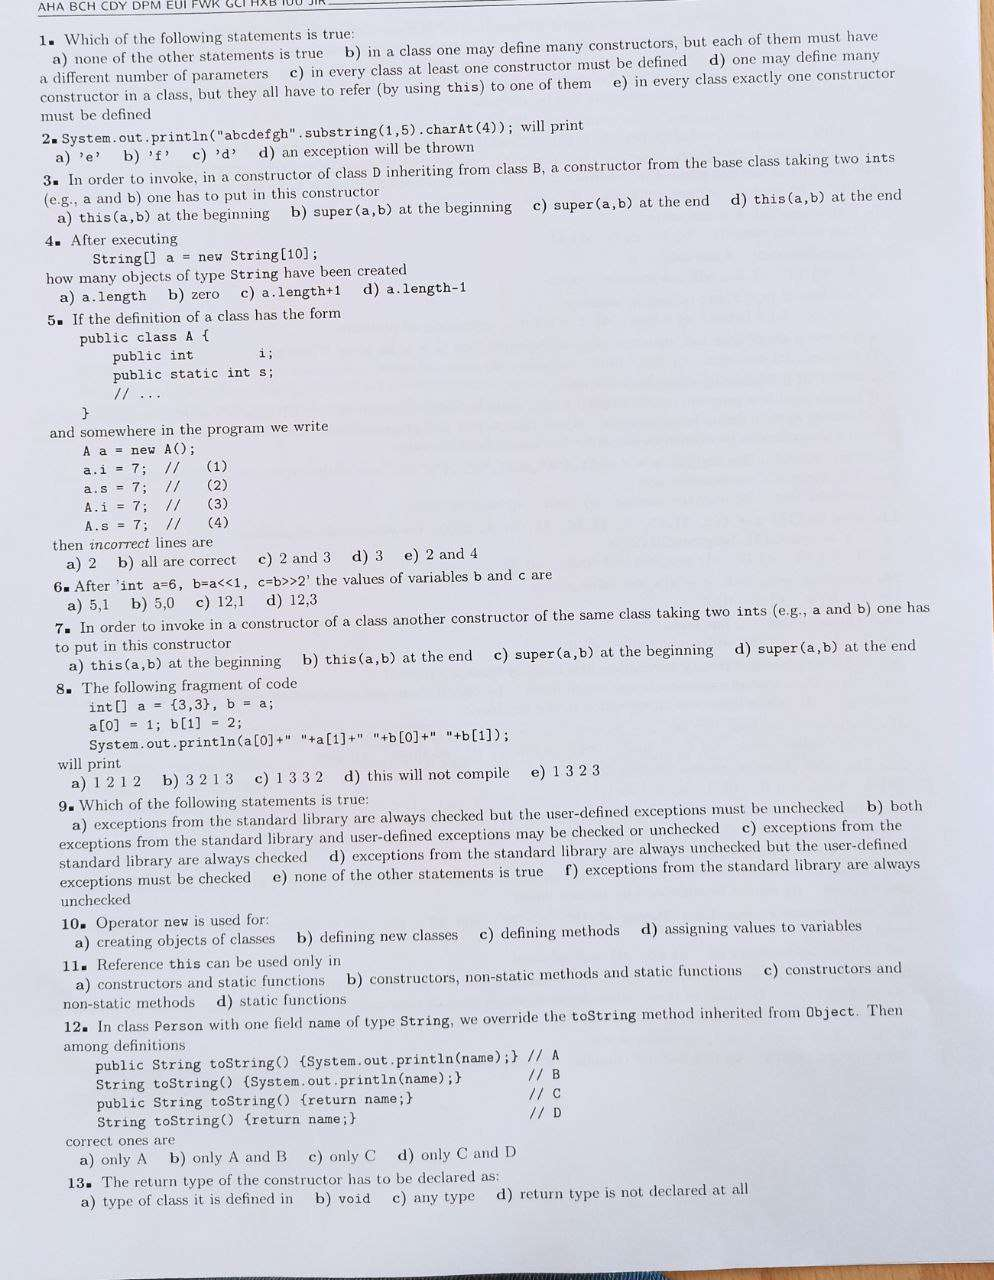 AHA BCH CDY DPM EUI FWK GCI HXB IUU JIR
1. Which of the following statements is true:
a) none of the other statements is true b) in a class one may define many constructors, but each of them must have
a different number of parameters c) in every class at least one constructor must be defined d) one may define many
constructor in a class, but they all have to refer (by using this) to one of them e) in every class exactly one constructor
must be defined
2. System.out.println("abcdefgh".substring(1,5).charAt(4)); will print
a) 'e' b) 'f' c) 'd' d) an exception will be thrown
3. In order to invoke, in a constructor of class D inheriting from class B, a constructor from the base class taking two ints
(e.g., a and b) one has to put in this constructor
a) this(a,b) at the beginning b) super(a,b) at the beginning c) super(a,b) at the end d) this(a,b) at the end
4. After executing
String[] a = new String[10];
how many objects of type String have been created
a) a.length b) zero c) a.length+1 d) a.length-1
5. If the definition of a class has the form
public class A {
public int i;
public static int s;
// ...
}
and somewhere in the program we write
A a = new A();
a.i = 7; // (1)
a.s = 7; // (2)
A.i = 7; // (3)
A.s = 7; // (4)
then incorrect lines are
a) 2 b) all are correct c) 2 and 3 d) 3 e) 2 and 4
6. After 'int a=6, b=a<<1, c=b>>2' the values of variables b and c are
a) 5,1 b) 5,0 c) 12,1 d) 12,3
7. In order to invoke in a constructor of a class another constructor of the same class taking two ints (e.g., a and b) one has
to put in this constructor
a) this(a,b) at the beginning b) this(a,b) at the end c) super(a,b) at the beginning d) super(a,b) at the end
8. The following fragment of code
int[] a = {3,3}, b = a;
a[0] = 1; b[1] = 2;
System.out.println(a[0]+" "+a[1]+" "+b[0]+" "+b[1]);
will print
a) 1 2 1 2 b) 3 2 1 3 c) 1 3 3 2 d) this will not compile e) 1 3 2 3
9. Which of the following statements is true:
a) exceptions from the standard library are always checked but the user-defined exceptions must be unchecked b) both
exceptions from the standard library and user-defined exceptions may be checked or unchecked c) exceptions from the
standard library are always checked d) exceptions from the standard library are always unchecked but the user-defined
exceptions must be checked e) none of the other statements is true f) exceptions from the standard library are always
unchecked
10. Operator new is used for:
a) creating objects of classes b) defining new classes c) defining methods d) assigning values to variables
11. Reference this can be used only in
a) constructors and static functions b) constructors, non-static methods and static functions c) constructors and
non-static methods d) static functions
12. In class Person with one field name of type String, we override the toString method inherited from Object. Then
among definitions
public String toString() {System.out.println(name);} // A
String toString() {System.out.println(name);} // B
public String toString() {return name;} // C
String toString() {return name;} // D
correct ones are
a) only A b) only A and B c) only C d) only C and D
13. The return type of the constructor has to be declared as:
a) type of class it is defined in b) void c) any type d) return type is not declared at all